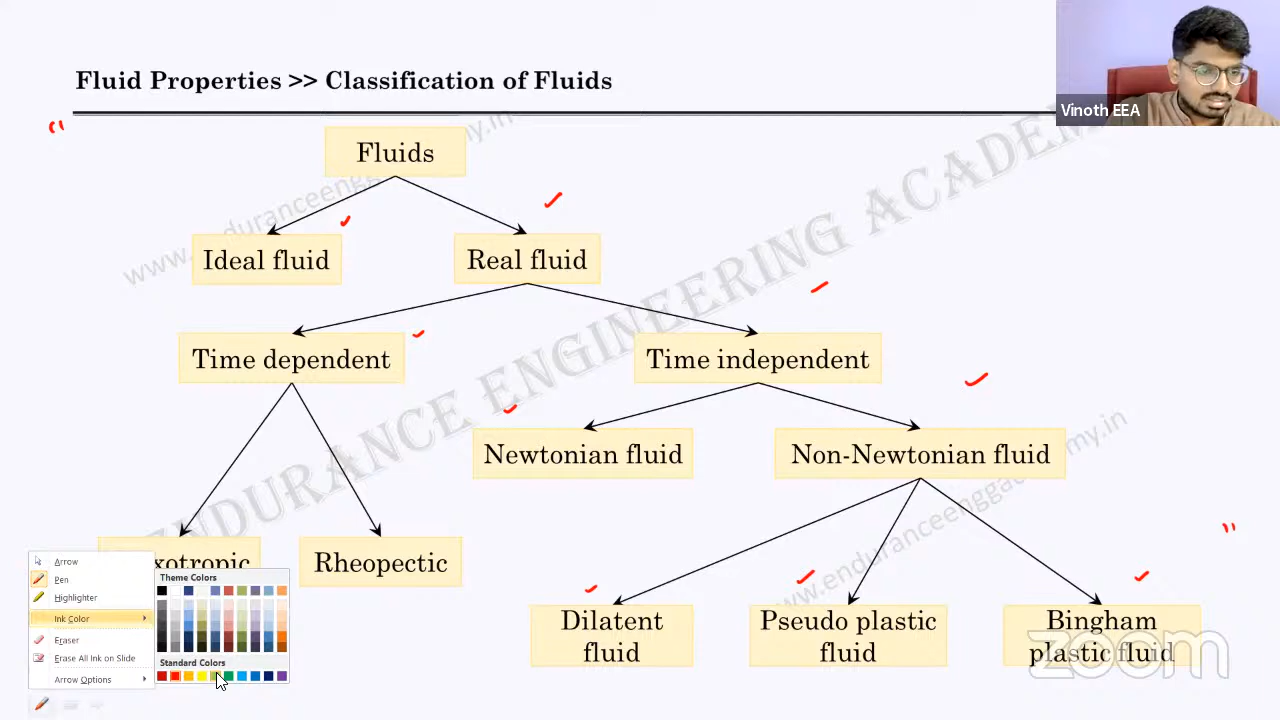 Fluid Properties >> Classification of Fluids
Vinoth EEA
Fluids
Ideal fluid
Real fluid
Time dependent
Time independent
Newtonian fluid
Non-Newtonian fluid
xotropic
Rheopectic
Dilatent
fluid
Pseudo plastic
fluid
Bingham
plastic fluid
ENDURANCE ENGINEERING ACADEM
www.enduranceenggacademy.in
Arrow
Pen
Highlighter
Ink Color
Eraser
Erase All Ink on Slide
Arrow Options
Theme Colors
Standard Colors
zoom